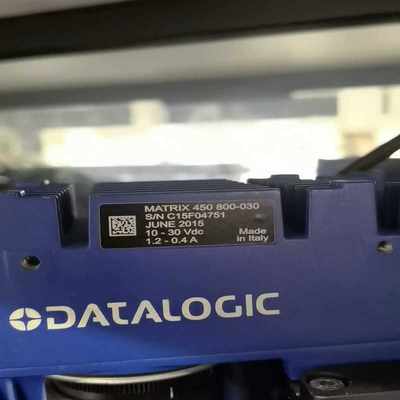 MATRIX 450 800-030
S/N C15F04751
JUNE 2015
10 - 30 Vdc
1.2 - 0.4 A
Made
in Italy
DATALOGIC